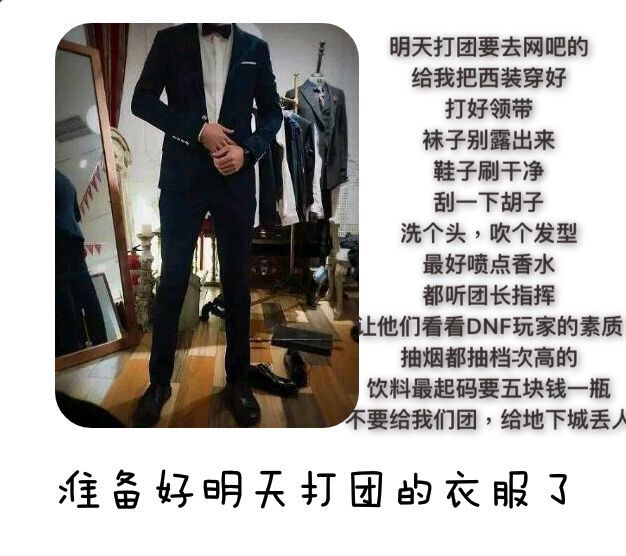 明天打团要去网吧的
给我把西装穿好
打好领带
袜子别露出来
鞋子刷干净
刮一下胡子
洗个头，吹个发型
最好喷点香水
都听团长指挥
让他们看看DNF玩家的素质
抽烟都抽档次高的
饮料最起码要五块钱一瓶
不要给我们团，给地下城丢人
准备好明天打团的衣服了